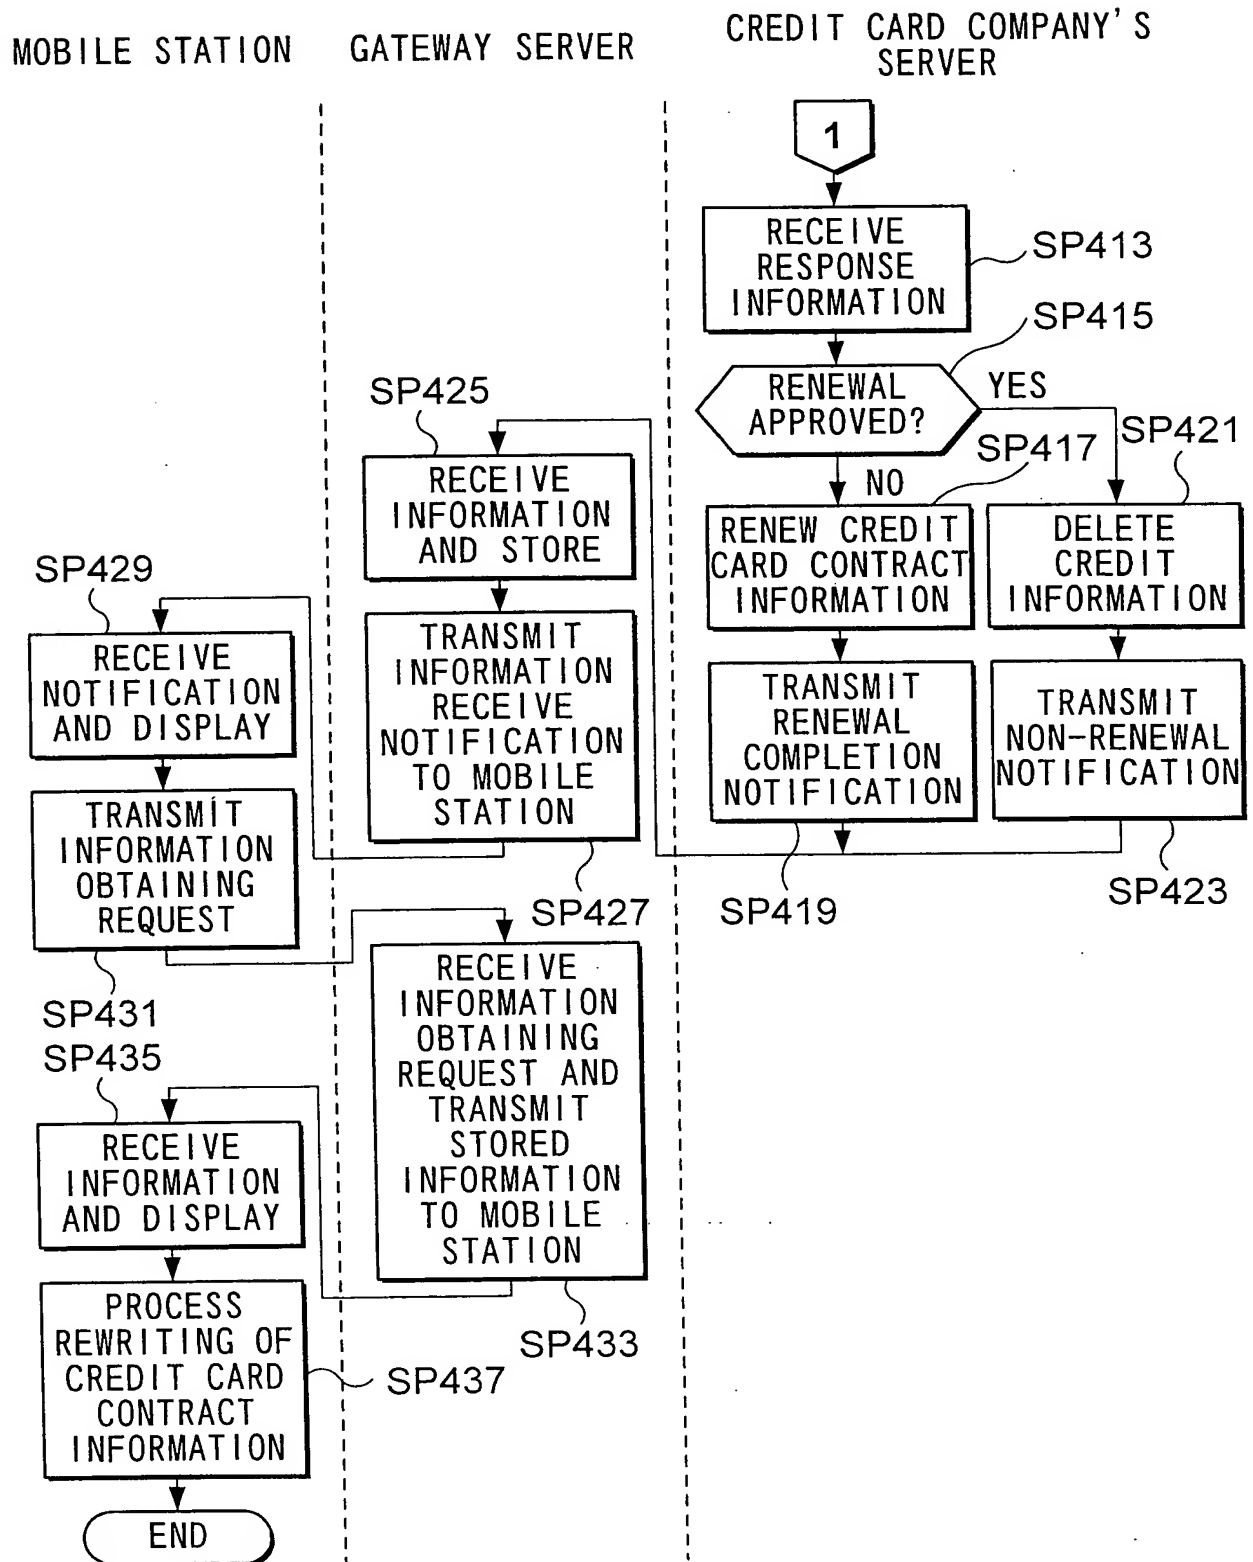 MOBILE STATION
GATEWAY SERVER
CREDIT CARD COMPANY'S
SERVER
1
RECEIVE
RESPONSE
INFORMATION
SP413
SP415
RENEWAL
APPROVED?
YES
NO
SP417
SP421
RENEW CREDIT
CARD CONTRACT
INFORMATION
DELETE
CREDIT
INFORMATION
TRANSMIT
RENEWAL
COMPLETION
NOTIFICATION
TRANSMIT
NON-RENEWAL
NOTIFICATION
SP419
SP423
SP425
RECEIVE
INFORMATION
AND STORE
TRANSMIT
INFORMATION
RECEIVE
NOTIFICATION
TO MOBILE
STATION
SP427
SP429
RECEIVE
NOTIFICATION
AND DISPLAY
TRANSMIT
INFORMATION
OBTAINING
REQUEST
SP431
RECEIVE
INFORMATION
OBTAINING
REQUEST AND
TRANSMIT
STORED
INFORMATION
TO MOBILE
STATION
SP433
SP435
RECEIVE
INFORMATION
AND DISPLAY
PROCESS
REWRITING OF
CREDIT CARD
CONTRACT
INFORMATION
SP437
END